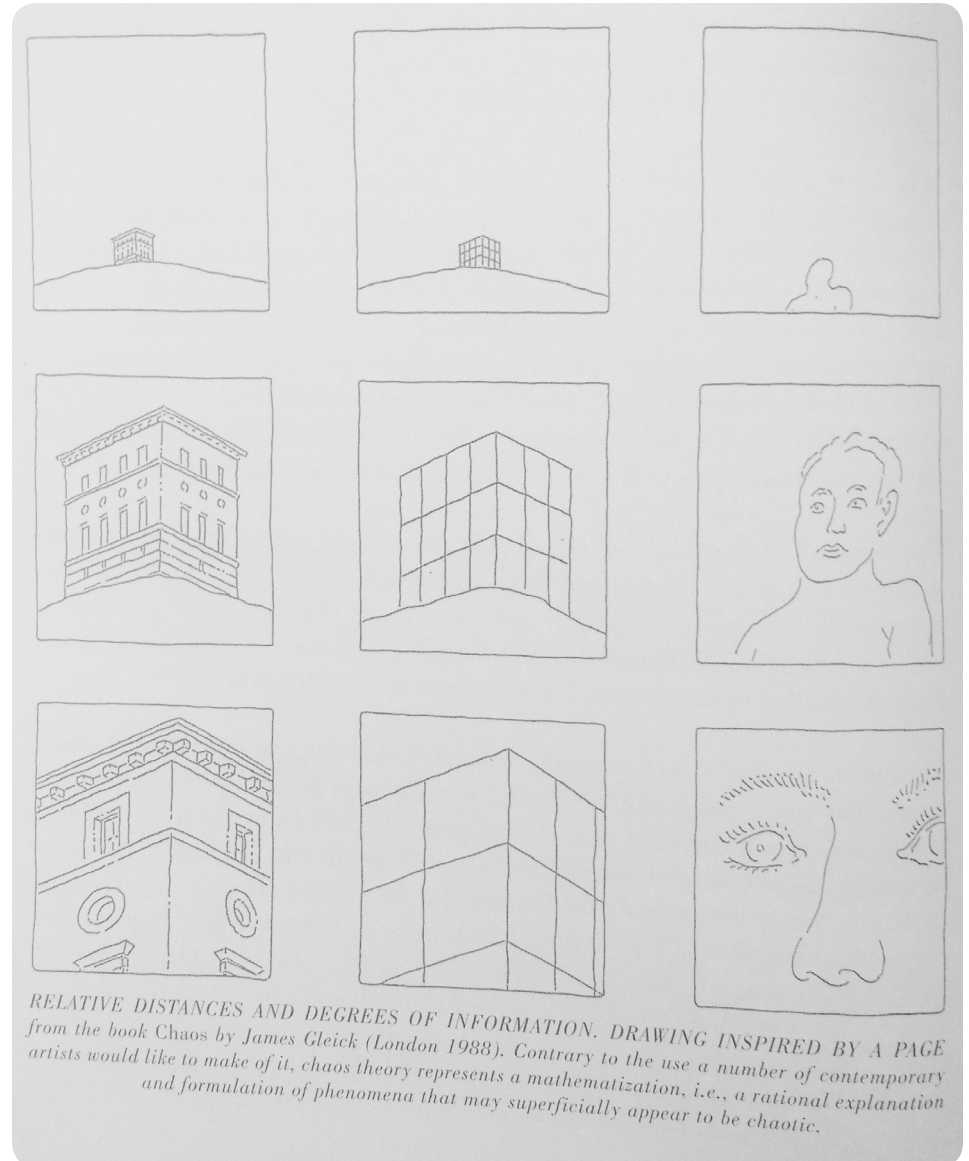 RELATIVE DISTANCES AND DEGREES OF INFORMATION. DRAWING INSPIRED BY A PAGE
from the book Chaos by James Gleick (London 1988). Contrary to the use a number of contemporary
artists would like to make of it, chaos theory represents a mathematization, i.e., a rational explanation
and formulation of phenomena that may superficially appear to be chaotic.